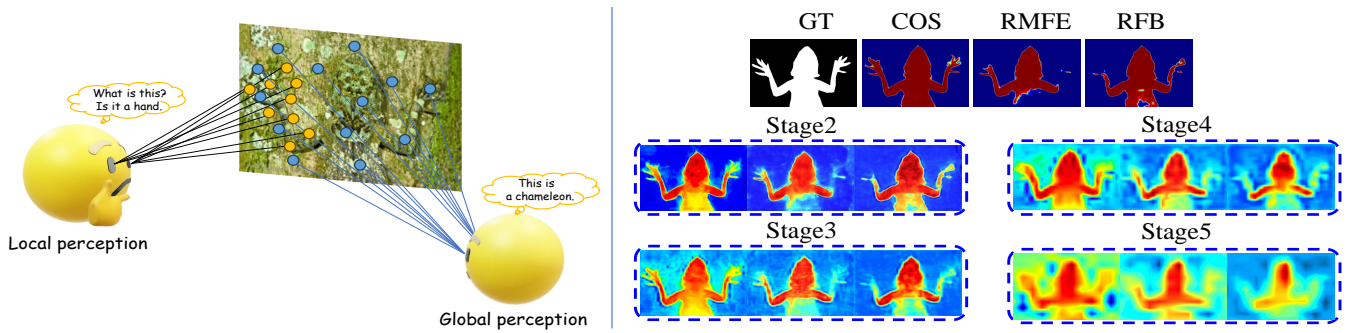 What is this?
Is it a hand.
Local perception
This is
a chameleon.
Global perception
GT COS RMFE RFB
Stage2
Stage4
Stage3
Stage5